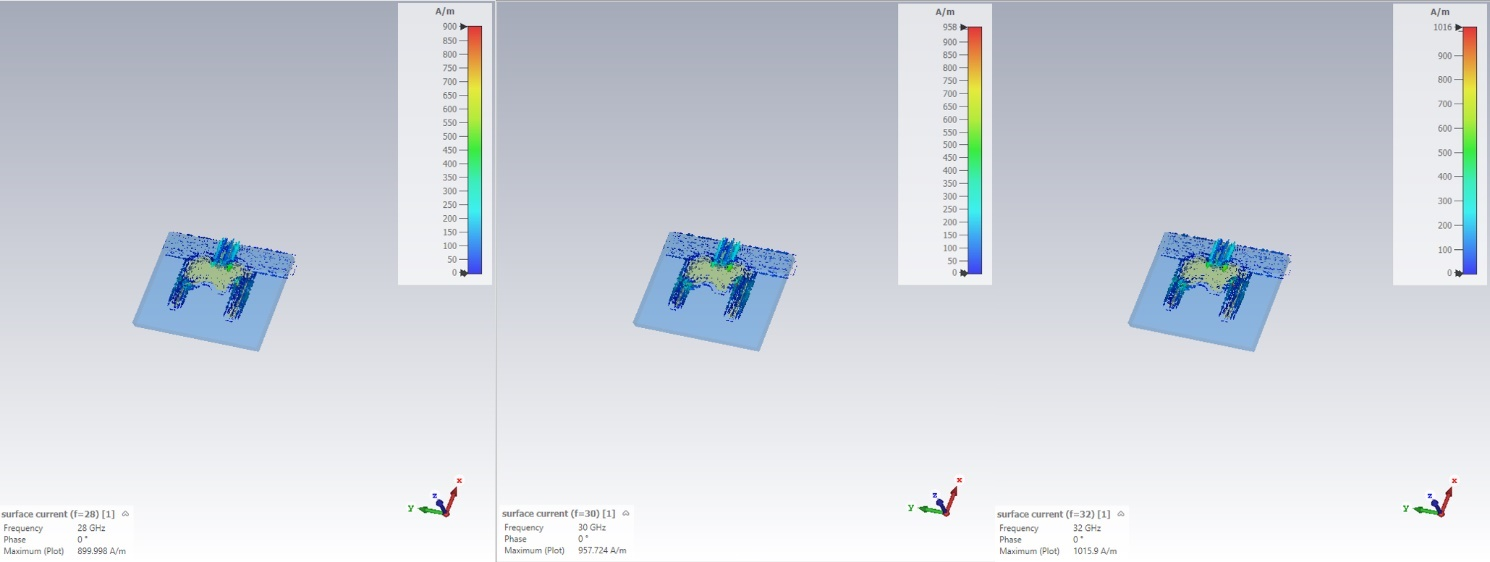 A/m
900
850
800
750
700
650
600
550
500
450
400
350
300
250
200
150
100
50
0
x
y
z
surface current (f=28) [1]
Frequency 28 GHz
Phase 0 °
Maximum (Plot) 899.998 A/m
A/m
958
900
850
800
750
700
650
600
550
500
450
400
350
300
250
200
150
100
50
0
x
y
z
surface current (f=30) [1]
Frequency 30 GHz
Phase 0 °
Maximum (Plot) 957.724 A/m
A/m
1016
900
800
700
600
500
400
300
200
100
0
x
y
z
surface current (f=32) [1]
Frequency 32 GHz
Phase 0 °
Maximum (Plot) 1015.9 A/m